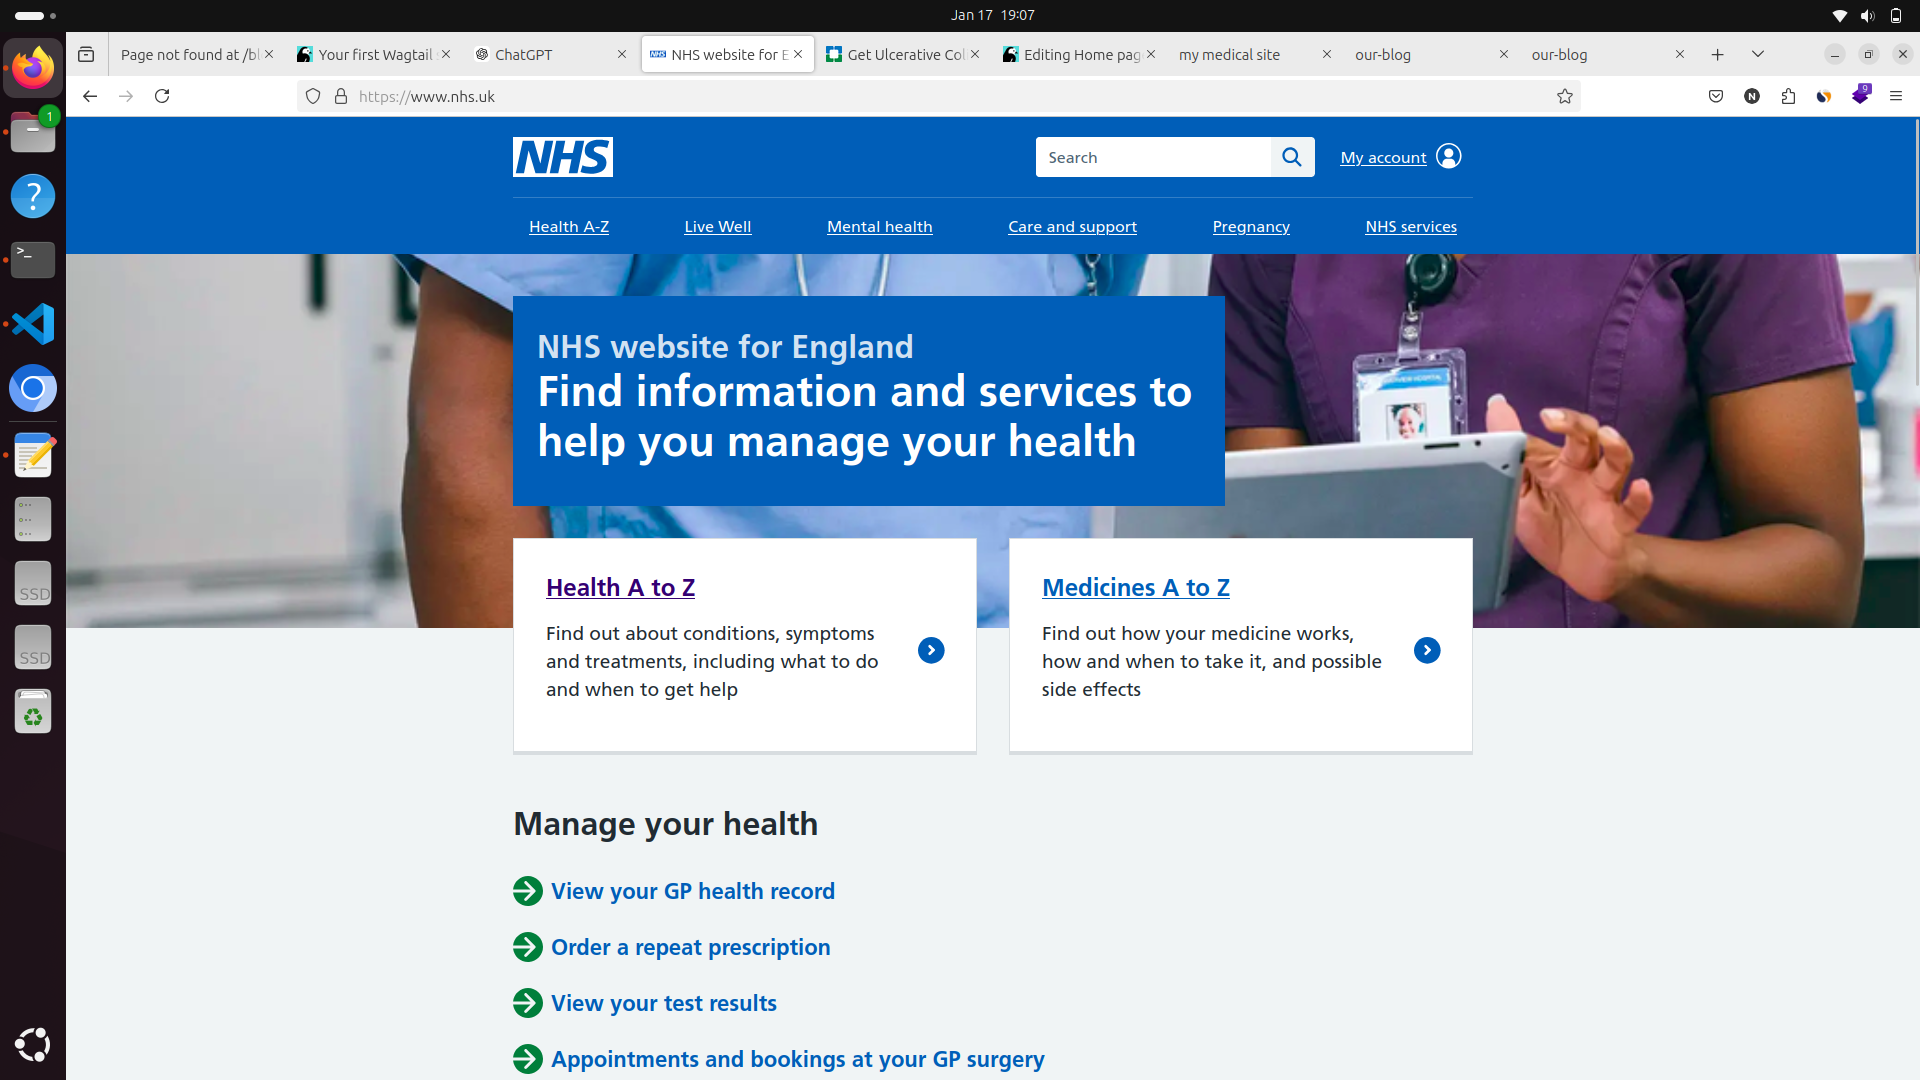 Jan 17 19:07
Page not found at /bl
Your first Wagtail
ChatGPT
NHS website for E
Get Ulcerative Col
Editing Home pag
my medical site
our-blog
our-blog
https://www.nhs.uk
N
9
1
NHS
Search
My account
Health A-Z
Live Well
Mental health
Care and support
Pregnancy
NHS services
NHS website for England
Find information and services to
help you manage your health
Health A to Z
Find out about conditions, symptoms
and treatments, including what to do
and when to get help
Medicines A to Z
Find out how your medicine works,
how and when to take it, and possible
side effects
Manage your health
View your GP health record
Order a repeat prescription
View your test results
Appointments and bookings at your GP surgery
?
>_
SSD
SSD